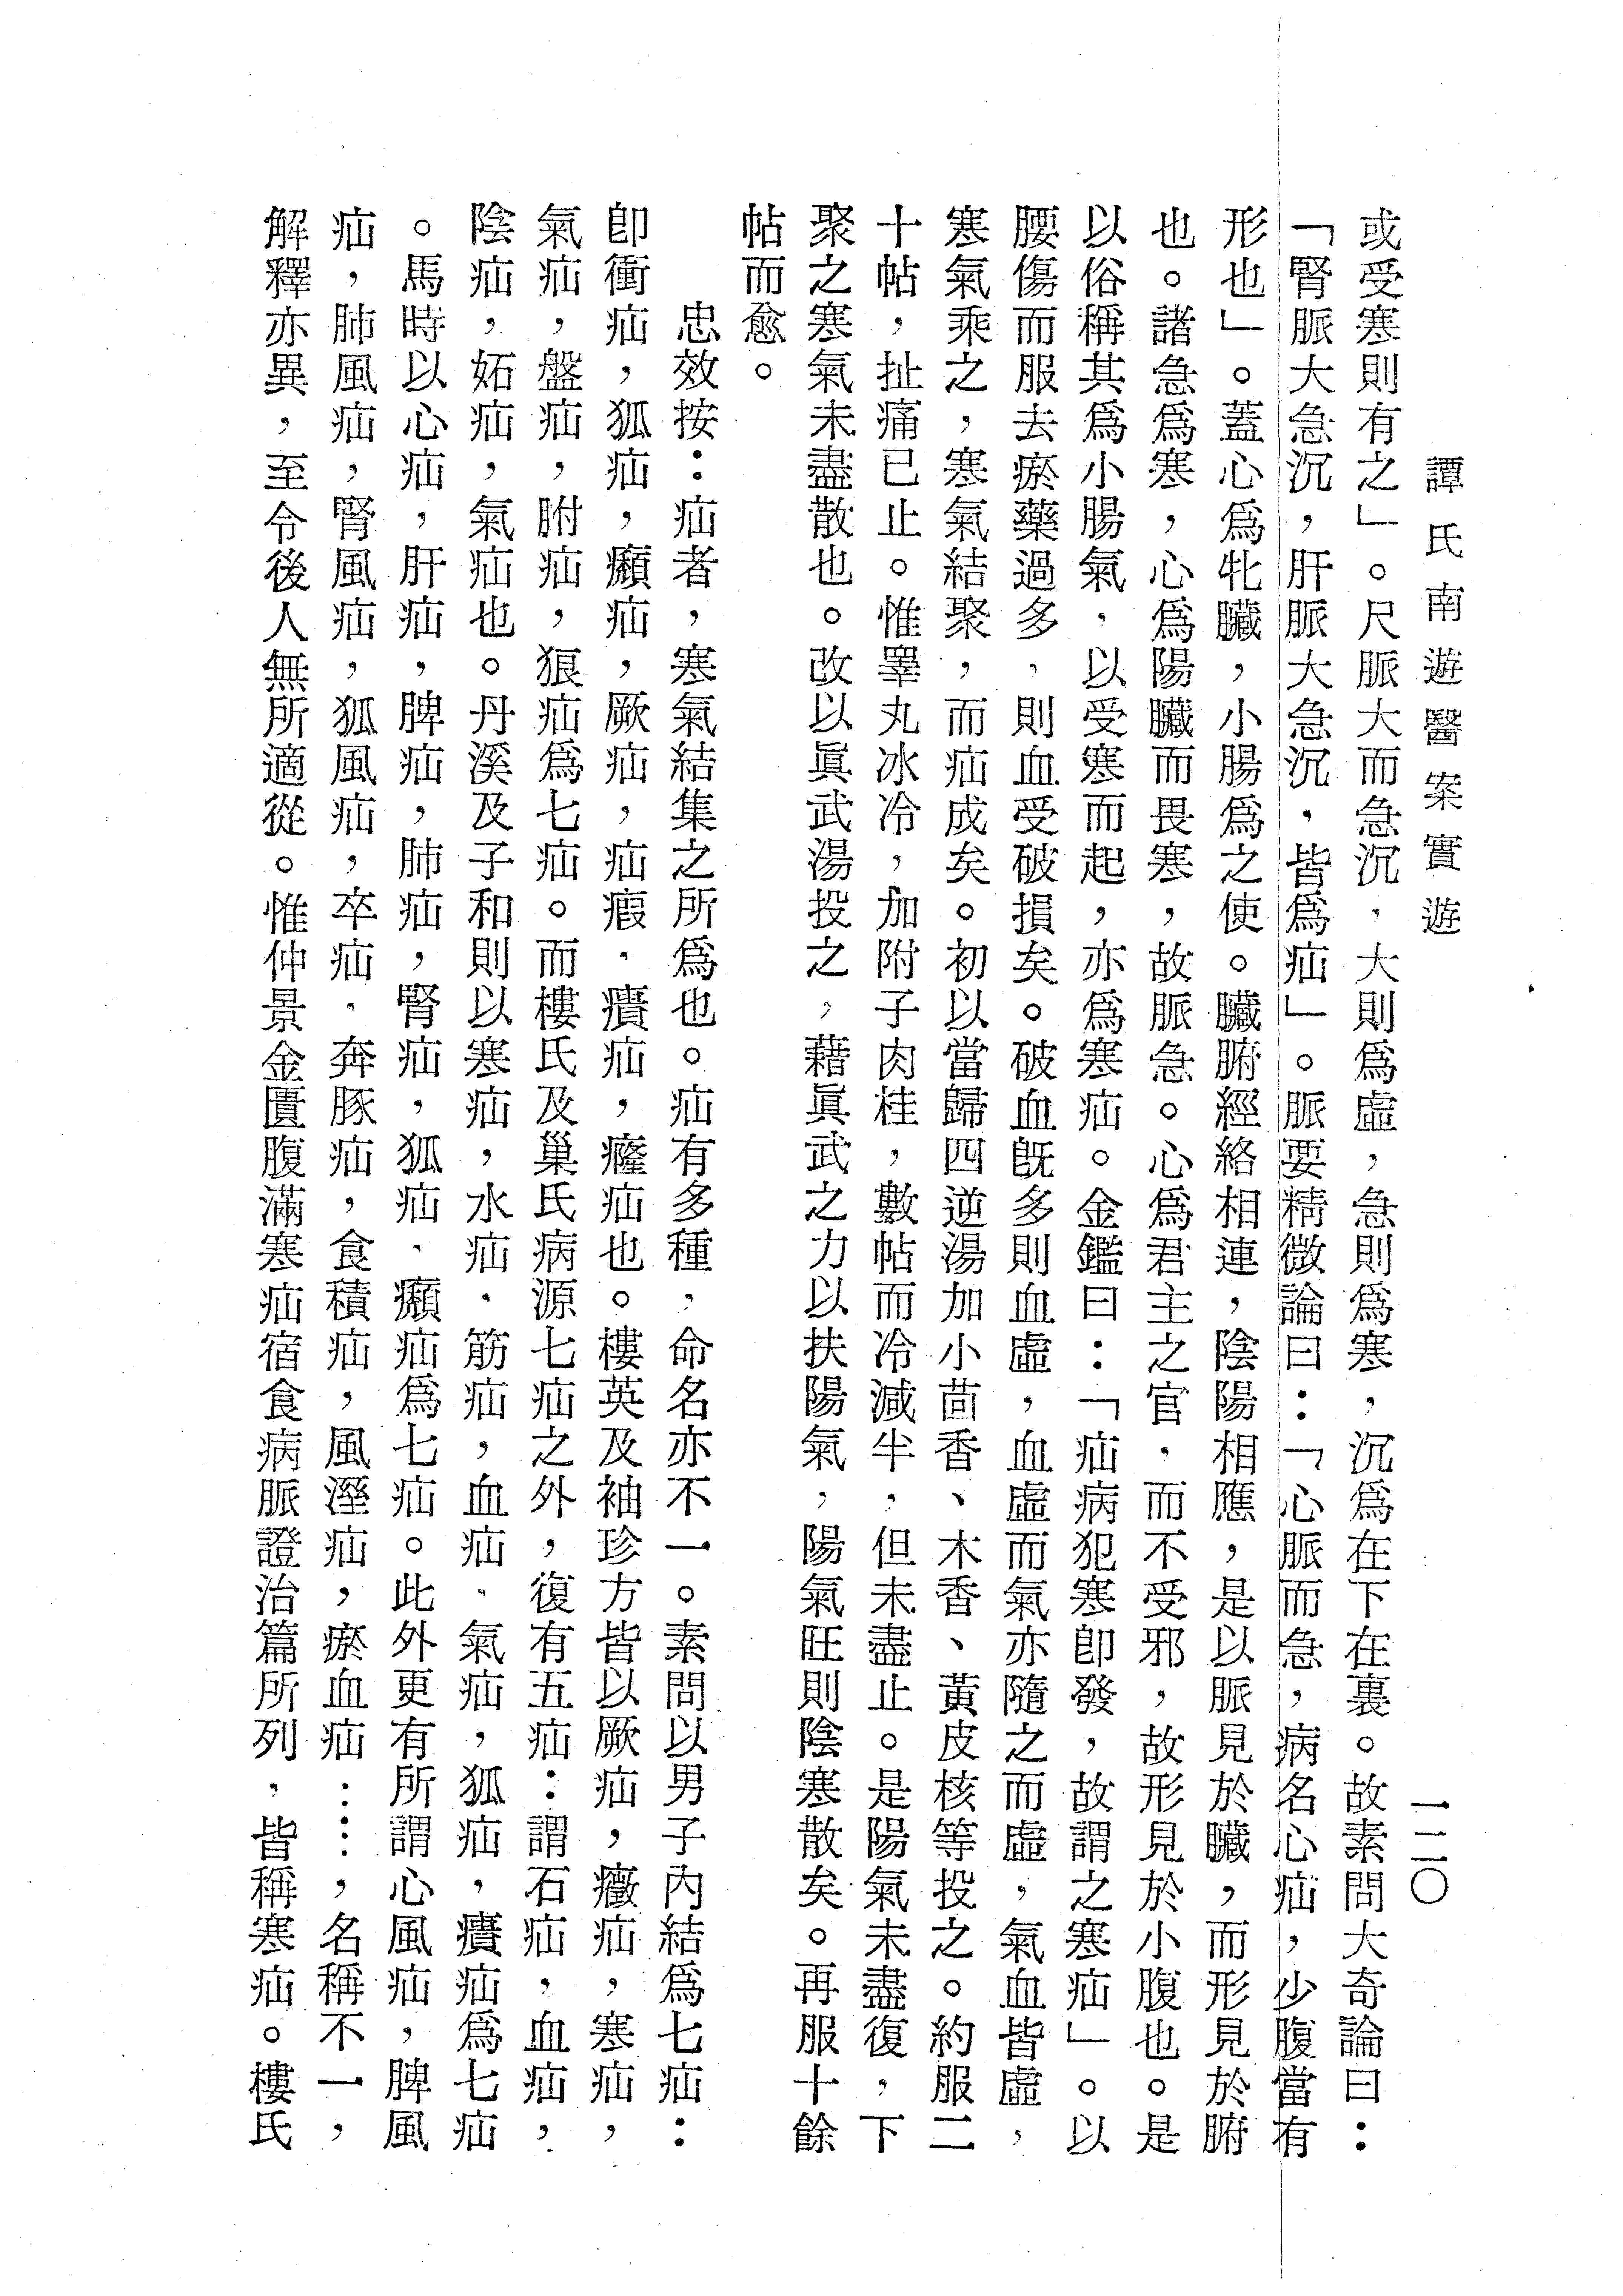 譚氏南遊醫案實遊
一二〇
或受寒則有之」。尺脈大而急沉，大則爲虛，急則爲寒，沉爲在下在裏。故素問大奇論曰：
「腎脈大急沉，肝脈大急沉，皆爲疝」。脈要精微論曰：「心脈而急，病名心疝，少腹當有
形也」。蓋心爲牝臟，小腸爲之使。臟腑經絡相連，陰陽相應，是以脈見於臟，而形見於腑
也。諸急爲寒，心爲陽臟而畏寒，故脈急。心爲君主之官，而不受邪，故形見於小腹也。是
以俗稱其爲小腸氣，以受寒而起，亦爲寒疝。金鑑曰：「疝病犯寒卽發，故謂之寒疝」。以
腰傷而服去瘀藥過多，則血受破損矣。破血旣多則血虛，血虛而氣亦隨之而虛，氣血皆虛，
寒氣乘之，寒氣結聚，而疝成矣。初以當歸四逆湯加小茴香、木香、黃皮核等投之。約服二
十帖，扯痛已止。惟睪丸冰冷，加附子肉桂，數帖而冷減半，但未盡止。是陽氣未盡復，下
聚之寒氣未盡散也。改以眞武湯投之，藉眞武之力以扶陽氣，陽氣旺則陰寒散矣。再服十餘
帖而愈。
忠效按：疝者，寒氣結集之所爲也。疝有多種，命名亦不一。素問以男子內結爲七疝：
卽衝疝，狐疝，癲疝，厥疝，疝瘕，㿉疝，癃疝也。樓英及袖珍方皆以厥疝，癥疝，寒疝，
氣疝，盤疝，胕疝，狼疝爲七疝。而樓氏及巢氏病源七疝之外，復有五疝：謂石疝，血疝，
陰疝，妬疝，氣疝也。丹溪及子和則以寒疝，水疝，筋疝，血疝，氣疝，狐疝，㿉疝爲七疝
。馬時以心疝，肝疝，脾疝，肺疝，腎疝，狐疝，癲疝爲七疝。此外更有所謂心風疝，脾風
疝，肺風疝，腎風疝，狐風疝，卒疝，奔豚疝，食積疝，風溼疝，瘀血疝……，名稱不一，
解釋亦異，至令後人無所適從。惟仲景金匱腹滿寒疝宿食病脈證治篇所列，皆稱寒疝。樓氏